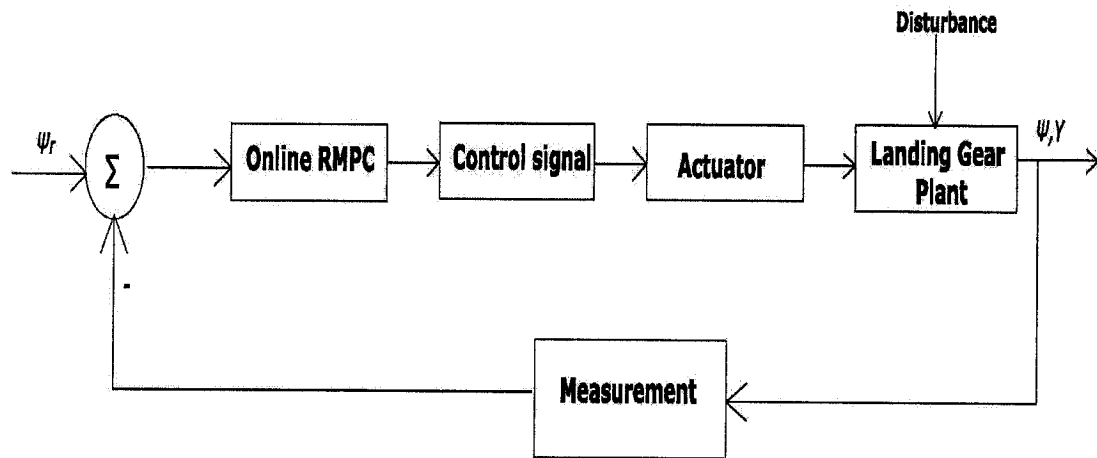 Disturbance
ψr
Σ
Online RMPC
Control signal
Actuator
Landing Gear
Plant
ψ,Y
-
Measurement